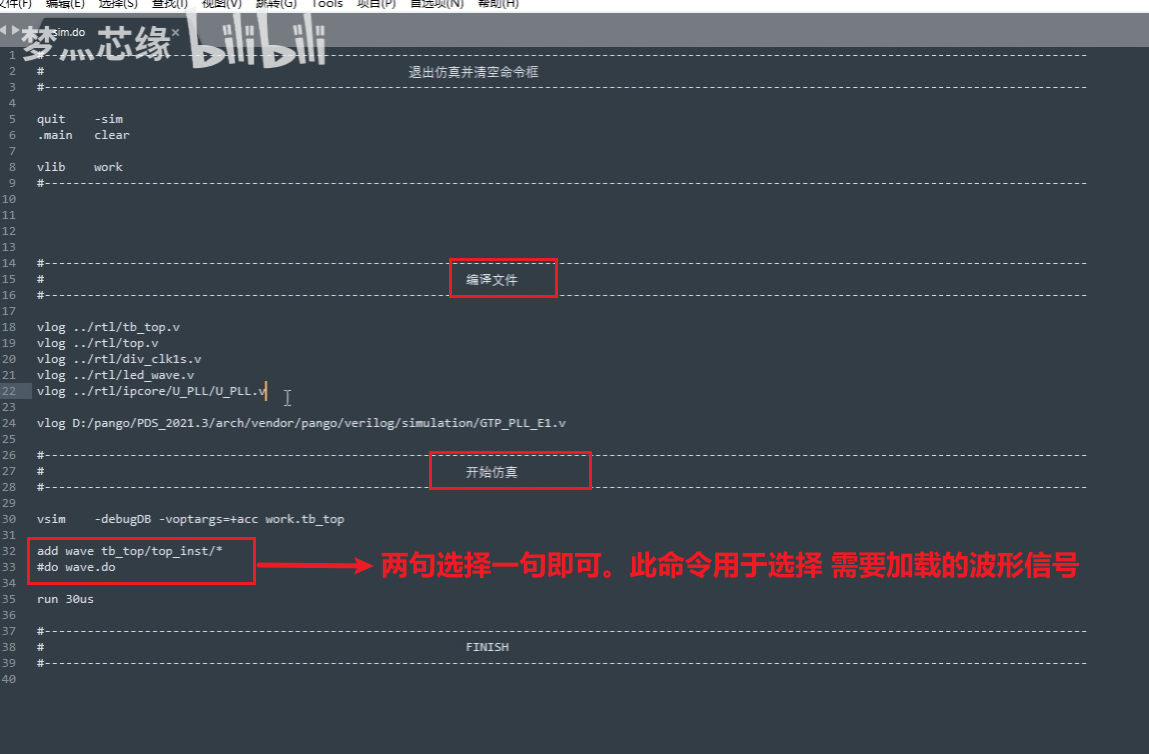 文件(F) 编辑(E) 选择(S) 查找(I) 视图(V) 跳转(G) Tools 项目(P) 首选项(N) 帮助(H)
sim.do ×
梦点芯缘 bilibili
1 #----------------------------------------------------------------
2 # 退出仿真并清空命令框
3 #----------------------------------------------------------------
4
5 quit -sim
6 .main clear
7
8 vlib work
9 #----------------------------------------------------------------
10
11
12
13
14 #----------------------------------------------------------------
15 # 编译文件
16 #----------------------------------------------------------------
17
18 vlog ../rtl/tb_top.v
19 vlog ../rtl/top.v
20 vlog ../rtl/div_clk1s.v
21 vlog ../rtl/led_wave.v
22 vlog ../rtl/ipcore/U_PLL/U_PLL.v
23
24 vlog D:/pango/PDS_2021.3/arch/vendor/pango/verilog/simulation/GTP_PLL_E1.v
25
26 #----------------------------------------------------------------
27 # 开始仿真
28 #----------------------------------------------------------------
29
30 vsim -debugDB -voptargs=+acc work.tb_top
31
32 add wave tb_top/top_inst/*
33 #do wave.do
两句选择一句即可。此命令用于选择 需要加载的波形信号
34
35 run 30us
36
37 #----------------------------------------------------------------
38 # FINISH
39 #----------------------------------------------------------------
40